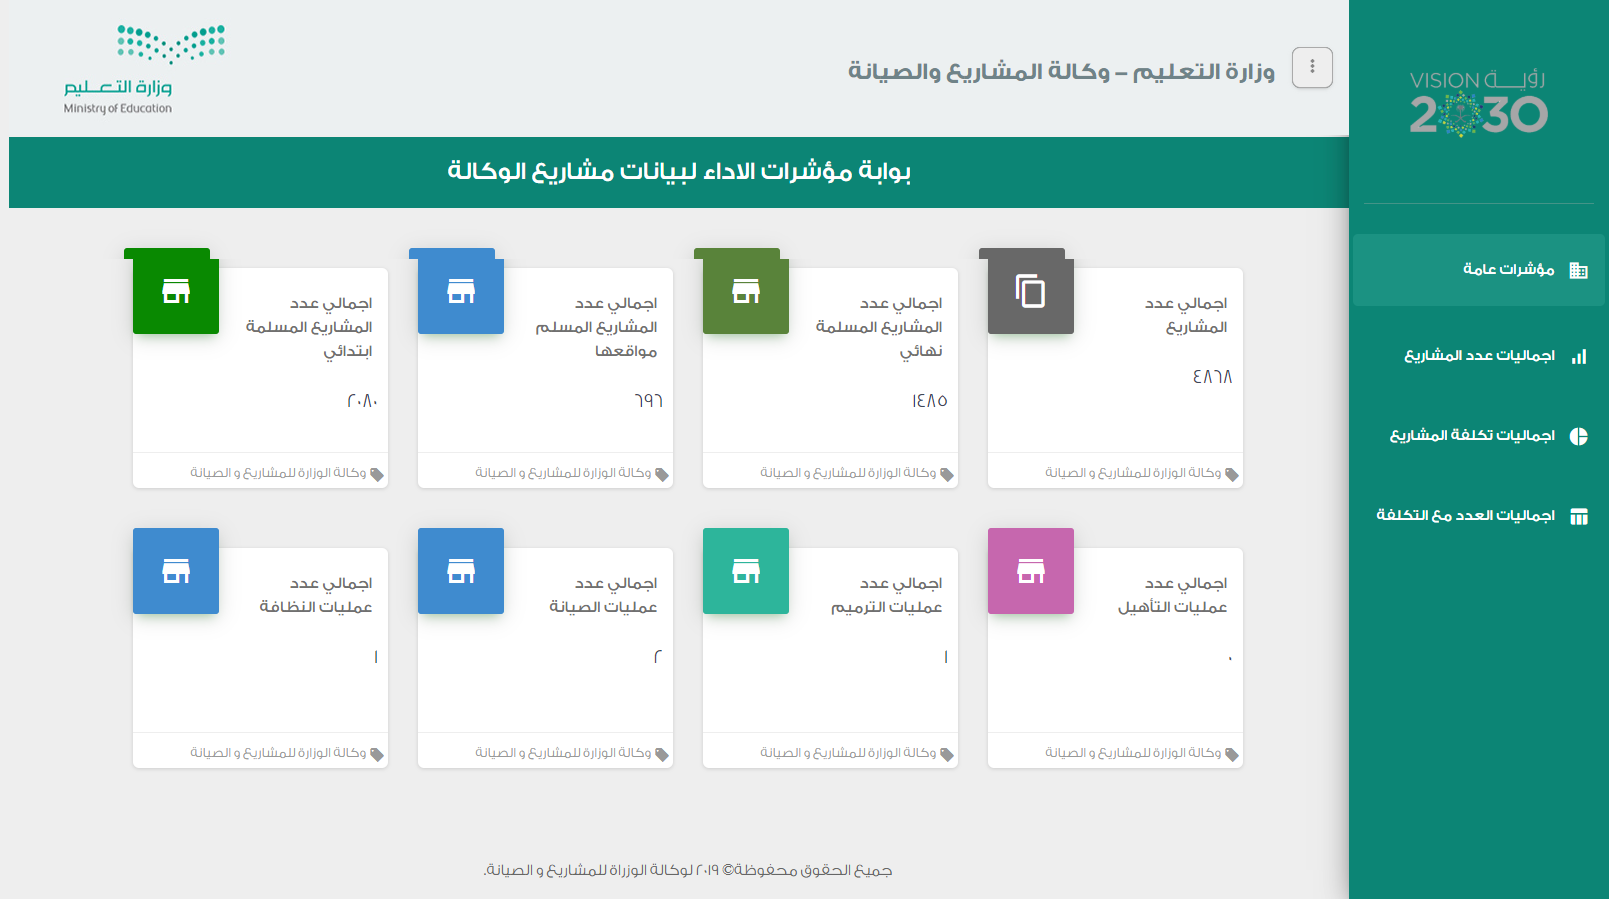 VISION رؤيـــة
2030
مؤشرات عامة
اجماليات عدد المشاريع
اجماليات تكلفة المشاريع
اجماليات العدد مع التكلفة
وزارة التعليم – وكالة المشاريع والصيانة
وزارة التعـــليم
Ministry of Education
بوابة مؤشرات الاداء لبيانات مشاريع الوكالة
اجمالي عدد
المشاريع
٤٨٦٨
وكالة الوزارة للمشاريع و الصيانة
اجمالي عدد
المشاريع المسلمة
نهائي
١٤٨٥
وكالة الوزارة للمشاريع و الصيانة
اجمالي عدد
المشاريع المسلم
مواقعها
٦٩٦
وكالة الوزارة للمشاريع و الصيانة
اجمالي عدد
المشاريع المسلمة
ابتدائي
٢٠٨٠
وكالة الوزارة للمشاريع و الصيانة
اجمالي عدد
عمليات التأهيل
٠
وكالة الوزارة للمشاريع و الصيانة
اجمالي عدد
عمليات الترميم
١
وكالة الوزارة للمشاريع و الصيانة
اجمالي عدد
عمليات الصيانة
٢
وكالة الوزارة للمشاريع و الصيانة
اجمالي عدد
عمليات النظافة
١
وكالة الوزارة للمشاريع و الصيانة
جميع الحقوق محفوظة© ٢٠١٩ لوكالة الوزراة للمشاريع و الصيانة.